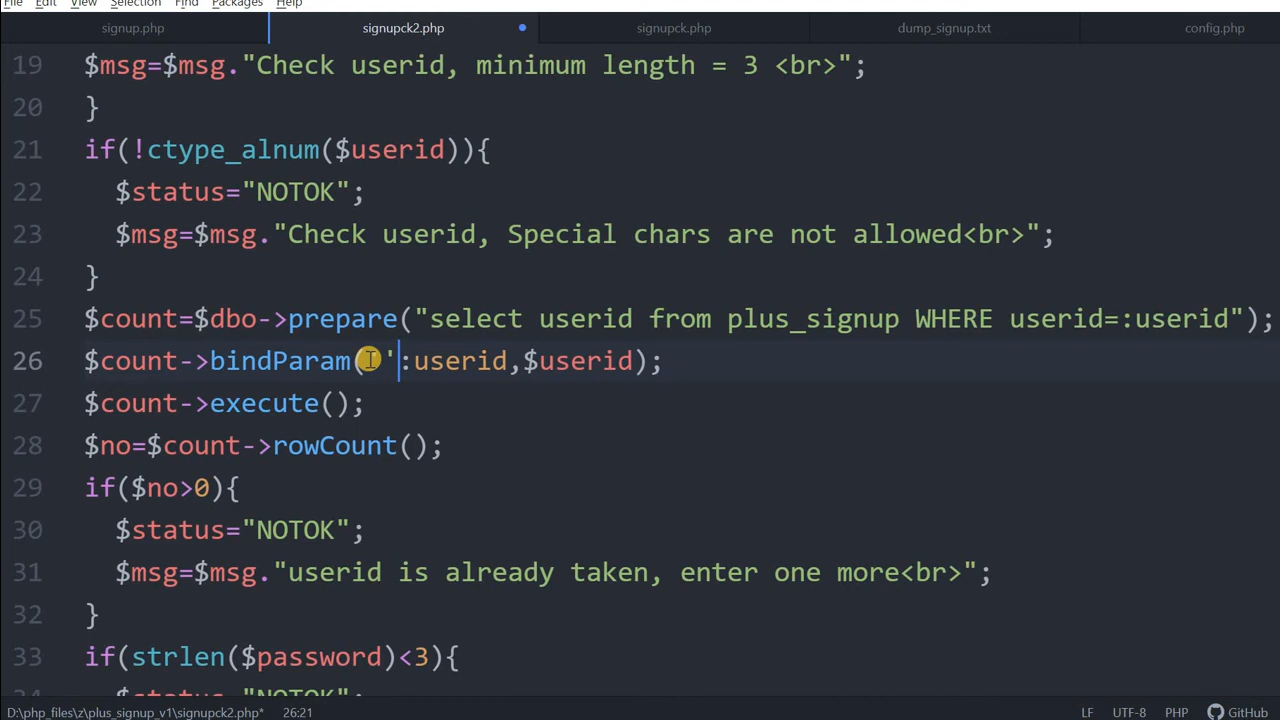 File Edit View Selection Find Packages Help
signup.php signupck2.php signupck.php dump_signup.txt config.php
19 $msg=$msg."Check userid, minimum length = 3 <br>";
20 }
21 if(!ctype_alnum($userid)){
22 $status="NOTOK";
23 $msg=$msg."Check userid, Special chars are not allowed<br>";
24 }
25 $count=$dbo->prepare("select userid from plus_signup WHERE userid=:userid");
26 $count->bindParam( ':userid,$userid);
27 $count->execute();
28 $no=$count->rowCount();
29 if($no>0){
30 $status="NOTOK";
31 $msg=$msg."userid is already taken, enter one more<br>";
32 }
33 if(strlen($password)<3){
34 $status="NOTOK";
D:\php_files\z\plus_signup_v1\signupck2.php* 26:21 LF UTF-8 PHP GitHub